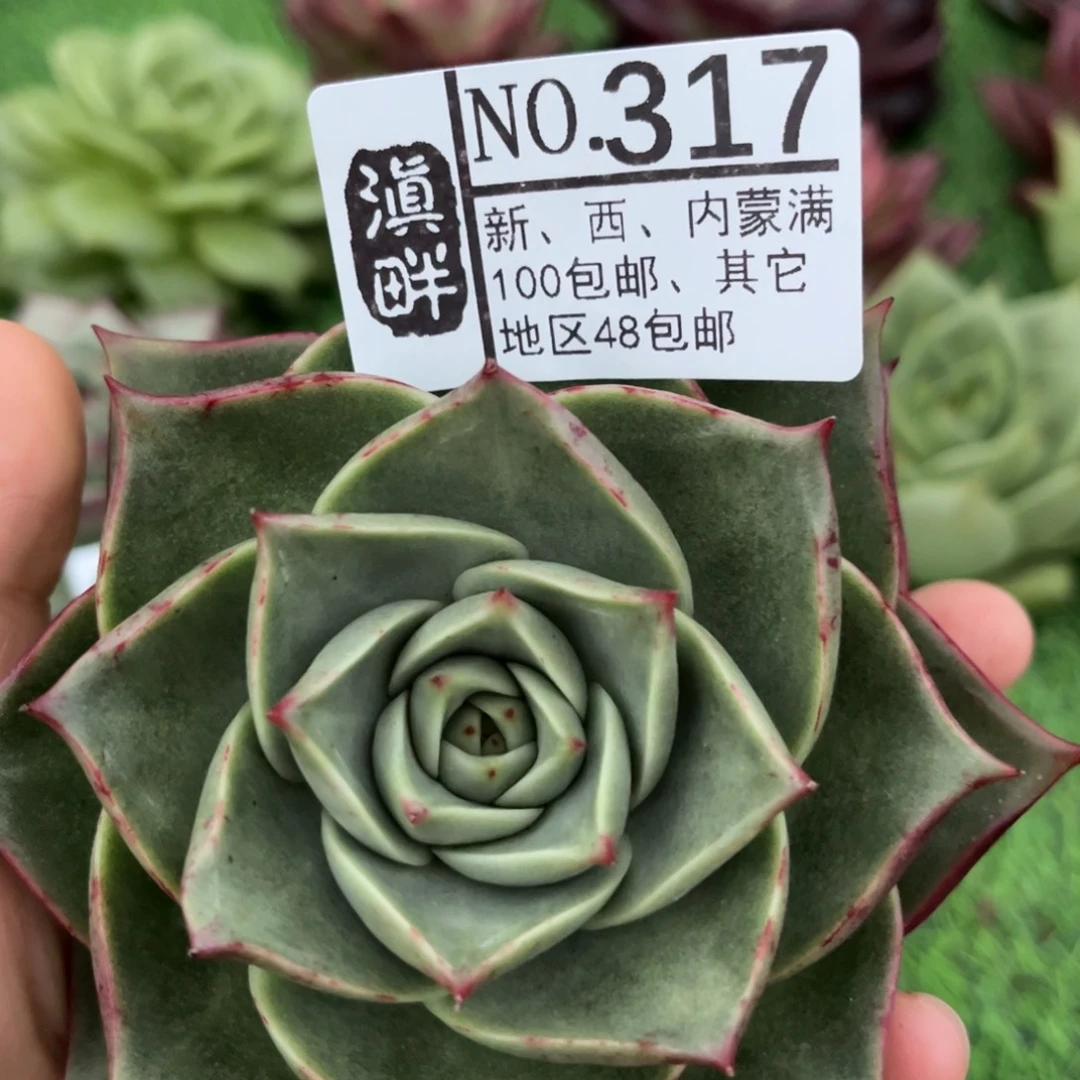 滇畔
NO.317
新、西、内蒙满
100包邮、其它
地区48包邮